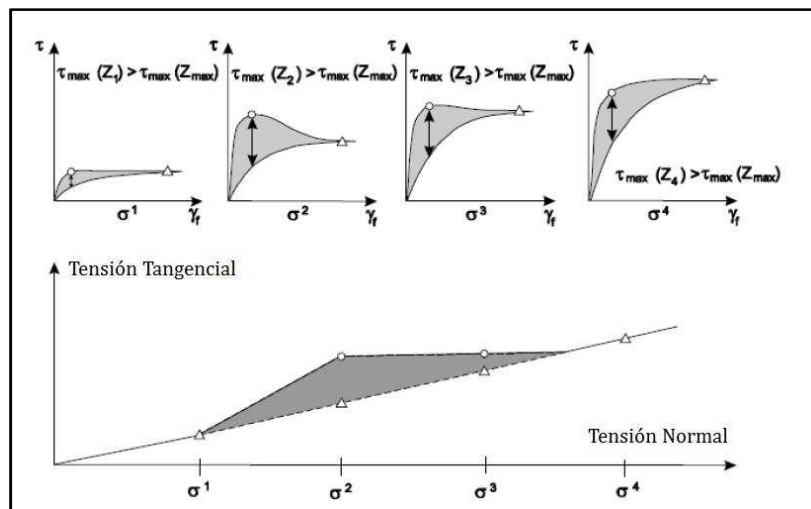 τ τ τ τ
τmax (Z1) > τmax(Zmax) τmax (Z2) > τmax(Zmax) τmax (Z3) > τmax(Zmax)
τmax (Z4) > τmax(Zmax)
σ¹ γf σ² γf σ³ γf σ⁴ γf
Tensión Tangencial
Tensión Normal
σ¹ σ² σ³ σ⁴